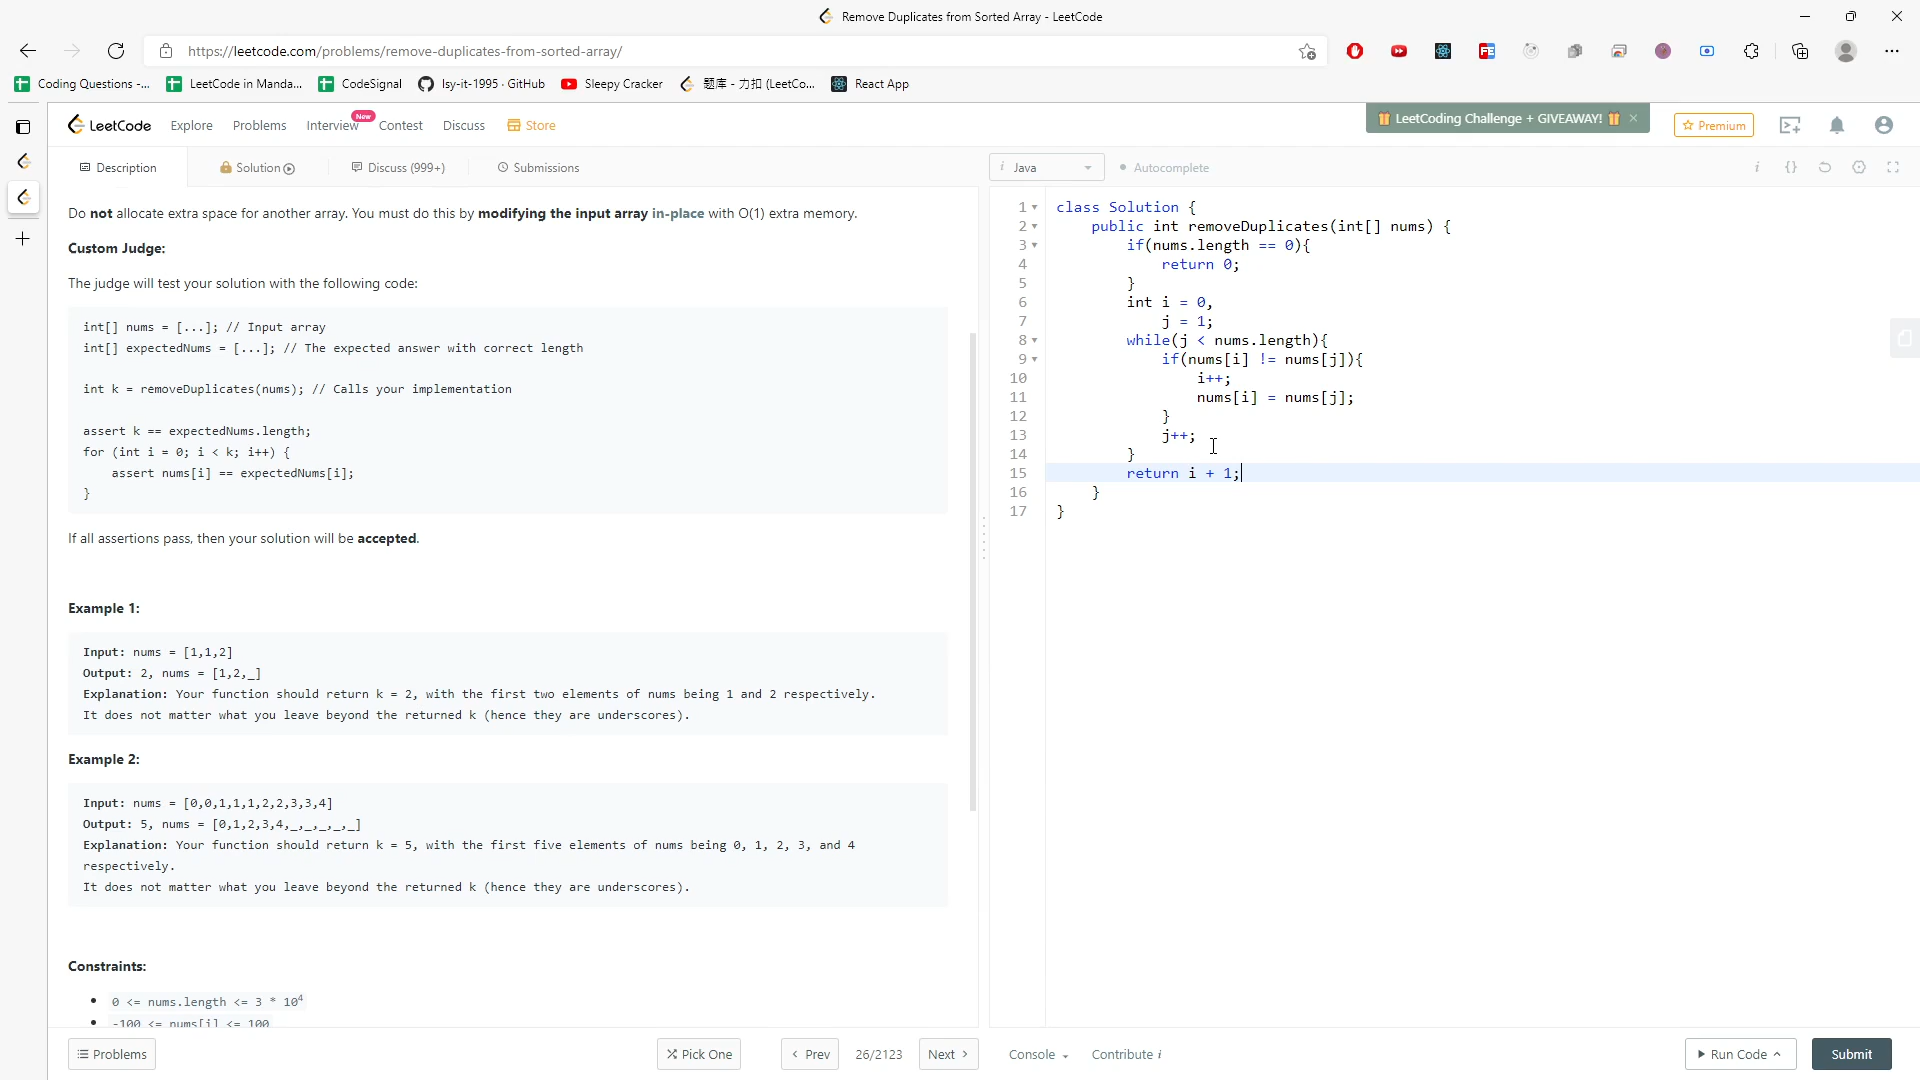 Remove Duplicates from Sorted Array - LeetCode
https://leetcode.com/problems/remove-duplicates-from-sorted-array/
Coding Questions -... LeetCode in Manda... CodeSignal lsy-it-1995 · GitHub Sleepy Cracker 题库 - 力扣 (LeetCo... React App
LeetCode Explore Problems Interview New Contest Discuss Store LeetCoding Challenge + GIVEAWAY! Premium
Description Solution Discuss (999+) Submissions
i Java Autocomplete
Do not allocate extra space for another array. You must do this by modifying the input array in-place with O(1) extra memory.
Custom Judge:
The judge will test your solution with the following code:
int[] nums = [...]; // Input array
int[] expectedNums = [...]; // The expected answer with correct length
int k = removeDuplicates(nums); // Calls your implementation
assert k == expectedNums.length;
for (int i = 0; i < k; i++) {
assert nums[i] == expectedNums[i];
}
If all assertions pass, then your solution will be accepted.
Example 1:
Input: nums = [1,1,2]
Output: 2, nums = [1,2,_]
Explanation: Your function should return k = 2, with the first two elements of nums being 1 and 2 respectively.
It does not matter what you leave beyond the returned k (hence they are underscores).
Example 2:
Input: nums = [0,0,1,1,1,2,2,3,3,4]
Output: 5, nums = [0,1,2,3,4,_,_,_,_,_]
Explanation: Your function should return k = 5, with the first five elements of nums being 0, 1, 2, 3, and 4
respectively.
It does not matter what you leave beyond the returned k (hence they are underscores).
Constraints:
0 <= nums.length <= 3 * 10⁴
-100 <= nums[i] <= 100
1 class Solution {
2 public int removeDuplicates(int[] nums) {
3 if(nums.length == 0){
4 return 0;
5 }
6 int i = 0,
7 j = 1;
8 while(j < nums.length){
9 if(nums[i] != nums[j]){
10 i++;
11 nums[i] = nums[j];
12 }
13 j++;
14 }
15 return i + 1;
16 }
17 }
Problems Pick One Prev 26/2123 Next Console Contribute i Run Code Submit